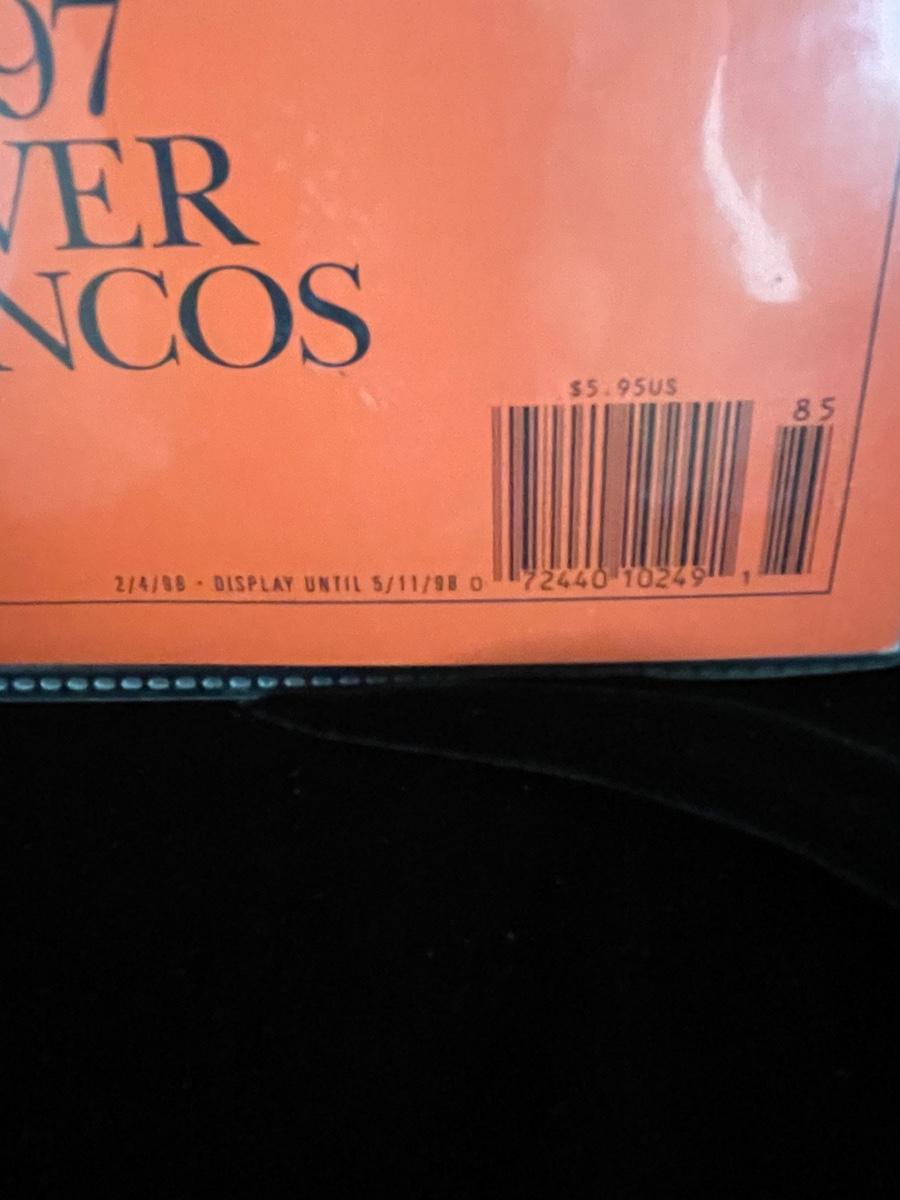 97
VER
NCOS
$5.95US
85
2/4/98 • DISPLAY UNTIL 5/11/98
0 72440 10249 1